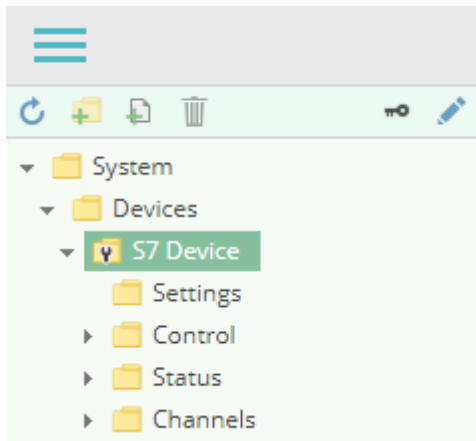 System
Devices
S7 Device
Settings
Control
Status
Channels